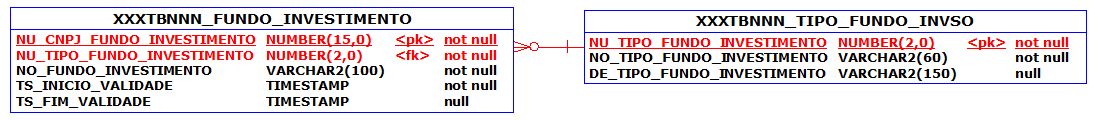 XXXTBNNN_FUNDO_INVESTIMENTO
NU_CNPJ_FUNDO_INVESTIMENTO NUMBER(15,0) <pk> not null
NU_TIPO_FUNDO_INVESTIMENTO NUMBER(2,0) <fk> not null
NO_FUNDO_INVESTIMENTO VARCHAR2(100) not null
TS_INICIO_VALIDADE TIMESTAMP not null
TS_FIM_VALIDADE TIMESTAMP null
XXXTBNNN_TIPO_FUNDO_INVSO
NU_TIPO_FUNDO_INVESTIMENTO NUMBER(2,0) <pk> not null
NO_TIPO_FUNDO_INVESTIMENTO VARCHAR2(60) not null
DE_TIPO_FUNDO_INVESTIMENTO VARCHAR2(150) null